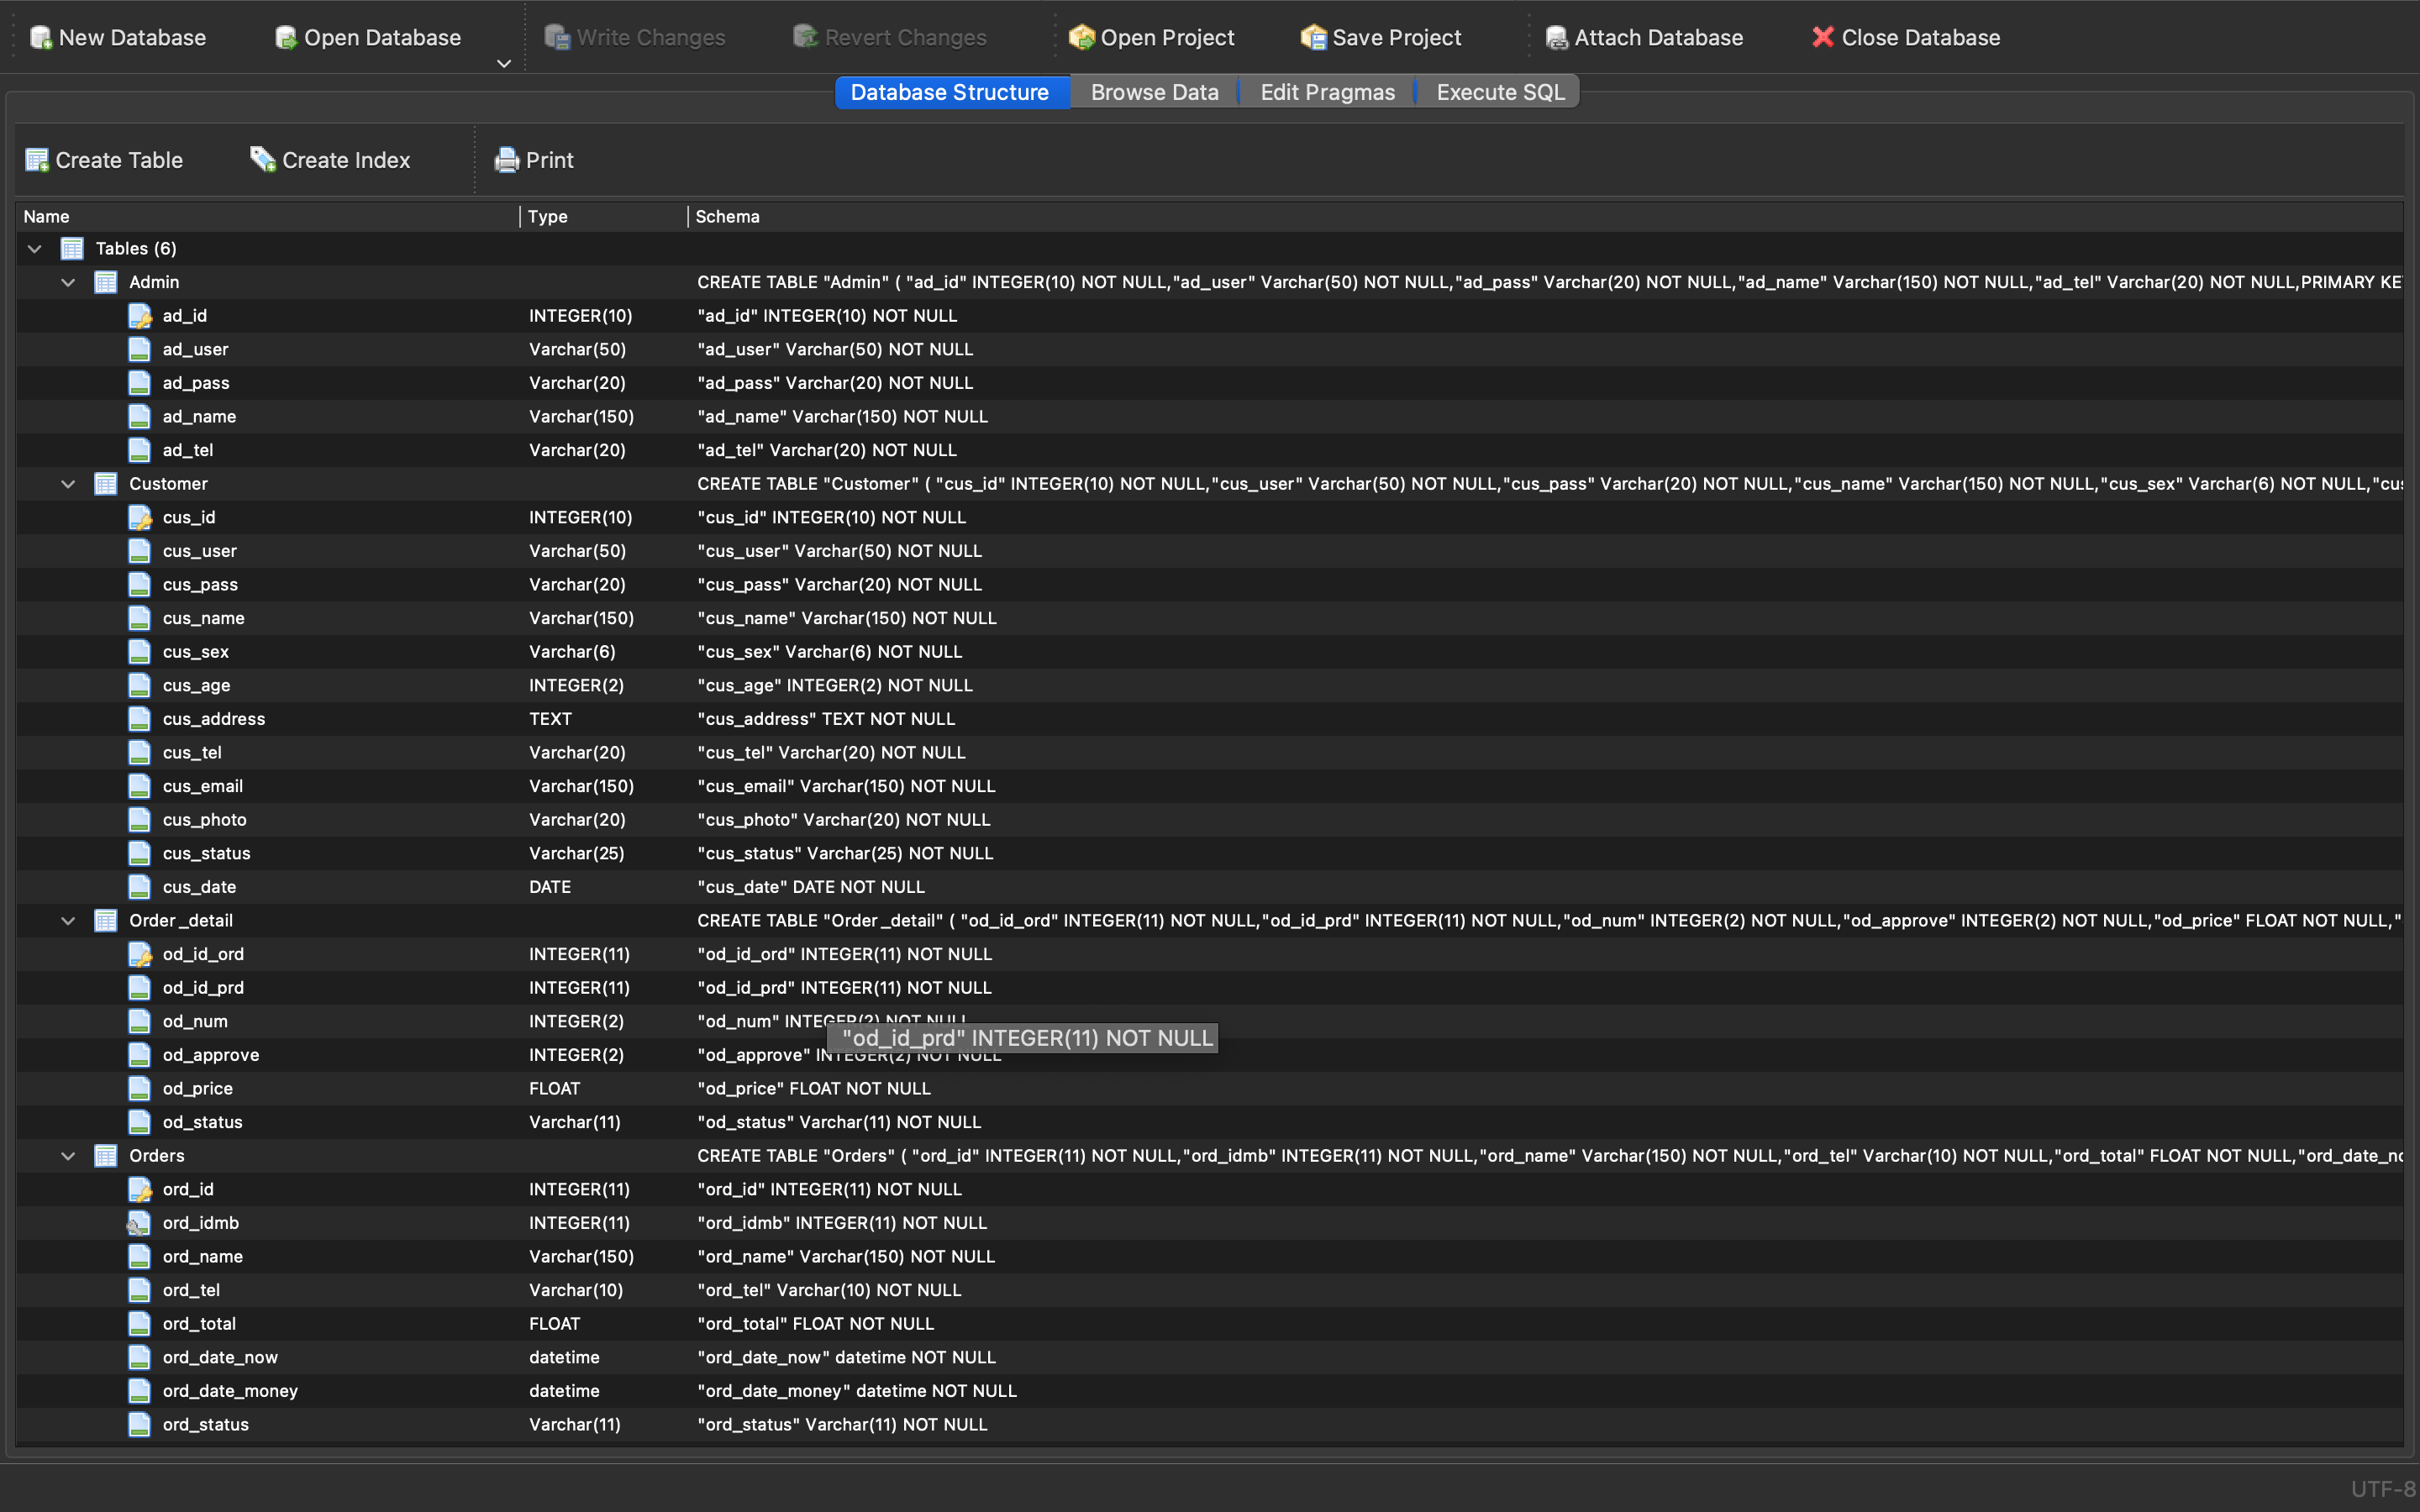 New Database Open Database Write Changes Revert Changes Open Project Save Project Attach Database Close Database
Database Structure Browse Data Edit Pragmas Execute SQL
Create Table Create Index Print
Name Type Schema
Tables (6)
Admin CREATE TABLE "Admin" ( "ad_id" INTEGER(10) NOT NULL,"ad_user" Varchar(50) NOT NULL,"ad_pass" Varchar(20) NOT NULL,"ad_name" Varchar(150) NOT NULL,"ad_tel" Varchar(20) NOT NULL,PRIMARY KE
ad_id INTEGER(10) "ad_id" INTEGER(10) NOT NULL
ad_user Varchar(50) "ad_user" Varchar(50) NOT NULL
ad_pass Varchar(20) "ad_pass" Varchar(20) NOT NULL
ad_name Varchar(150) "ad_name" Varchar(150) NOT NULL
ad_tel Varchar(20) "ad_tel" Varchar(20) NOT NULL
Customer CREATE TABLE "Customer" ( "cus_id" INTEGER(10) NOT NULL,"cus_user" Varchar(50) NOT NULL,"cus_pass" Varchar(20) NOT NULL,"cus_name" Varchar(150) NOT NULL,"cus_sex" Varchar(6) NOT NULL,"cus
cus_id INTEGER(10) "cus_id" INTEGER(10) NOT NULL
cus_user Varchar(50) "cus_user" Varchar(50) NOT NULL
cus_pass Varchar(20) "cus_pass" Varchar(20) NOT NULL
cus_name Varchar(150) "cus_name" Varchar(150) NOT NULL
cus_sex Varchar(6) "cus_sex" Varchar(6) NOT NULL
cus_age INTEGER(2) "cus_age" INTEGER(2) NOT NULL
cus_address TEXT "cus_address" TEXT NOT NULL
cus_tel Varchar(20) "cus_tel" Varchar(20) NOT NULL
cus_email Varchar(150) "cus_email" Varchar(150) NOT NULL
cus_photo Varchar(20) "cus_photo" Varchar(20) NOT NULL
cus_status Varchar(25) "cus_status" Varchar(25) NOT NULL
cus_date DATE "cus_date" DATE NOT NULL
Order_detail CREATE TABLE "Order_detail" ( "od_id_ord" INTEGER(11) NOT NULL,"od_id_prd" INTEGER(11) NOT NULL,"od_num" INTEGER(2) NOT NULL,"od_approve" INTEGER(2) NOT NULL,"od_price" FLOAT NOT NULL,"
od_id_ord INTEGER(11) "od_id_ord" INTEGER(11) NOT NULL
od_id_prd INTEGER(11) "od_id_prd" INTEGER(11) NOT NULL
od_num INTEGER(2) "od_num" INTEGER(2) NOT NULL
"od_id_prd" INTEGER(11) NOT NULL
od_approve INTEGER(2) "od_approve" INTEGER(2) NOT NULL
od_price FLOAT "od_price" FLOAT NOT NULL
od_status Varchar(11) "od_status" Varchar(11) NOT NULL
Orders CREATE TABLE "Orders" ( "ord_id" INTEGER(11) NOT NULL,"ord_idmb" INTEGER(11) NOT NULL,"ord_name" Varchar(150) NOT NULL,"ord_tel" Varchar(10) NOT NULL,"ord_total" FLOAT NOT NULL,"ord_date_no
ord_id INTEGER(11) "ord_id" INTEGER(11) NOT NULL
ord_idmb INTEGER(11) "ord_idmb" INTEGER(11) NOT NULL
ord_name Varchar(150) "ord_name" Varchar(150) NOT NULL
ord_tel Varchar(10) "ord_tel" Varchar(10) NOT NULL
ord_total FLOAT "ord_total" FLOAT NOT NULL
ord_date_now datetime "ord_date_now" datetime NOT NULL
ord_date_money datetime "ord_date_money" datetime NOT NULL
ord_status Varchar(11) "ord_status" Varchar(11) NOT NULL
UTF-8